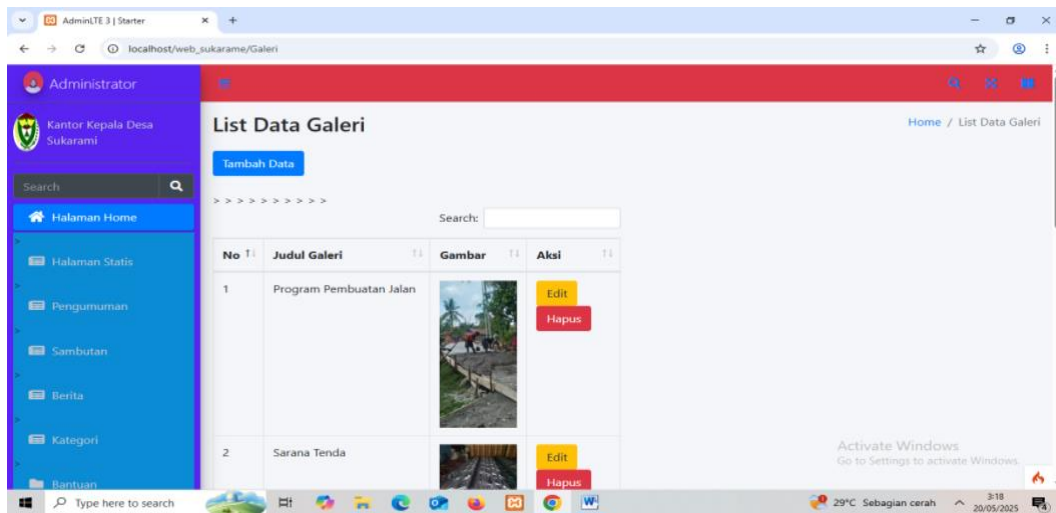 AdminLTE 3 | Starter
localhost/web_sukarame/Galeri
Administrator
Kantor Kepala Desa
Sukarami
Search
Halaman Home
>
Halaman Statis
>
Pengumuman
>
Sambutan
>
Berita
>
Kategori
>
Bantuan
List Data Galeri
Home / List Data Galeri
Tambah Data
> > > > > > > > > >
Search:
No Judul Galeri Gambar Aksi
1 Program Pembuatan Jalan Edit
Hapus
2 Sarana Tenda Edit
Hapus
Activate Windows
Go to Settings to activate Windows.
Type here to search
29°C Sebagian cerah
3:18
20/05/2025
4